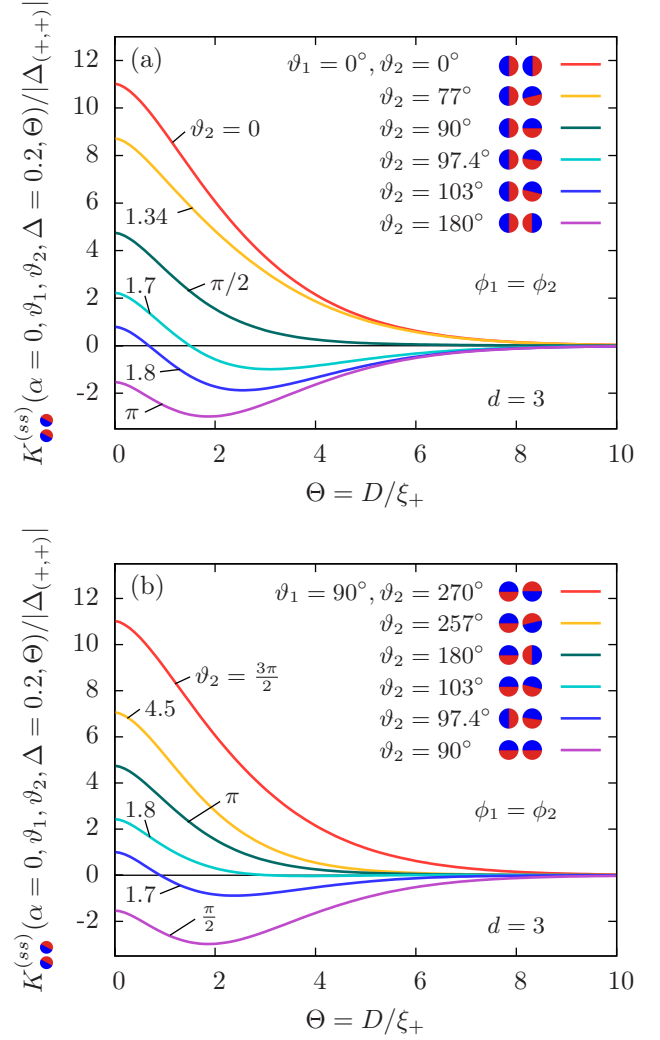 (a)
ϑ₁ = 0°, ϑ₂ = 0°
ϑ₂ = 77°
ϑ₂ = 90°
ϑ₂ = 97.4°
ϑ₂ = 103°
ϑ₂ = 180°
ϑ₂ = 0
1.34
π/2
1.7
1.8
π
ϕ₁ = ϕ₂
d = 3
12
10
8
6
4
2
0
-2
0 2 4 6 8 10
Θ = D/ξ₊
K^(ss) (α = 0, ϑ₁, ϑ₂, Δ = 0.2, Θ)/|Δ₍₊,₊₎|
(b)
ϑ₁ = 90°, ϑ₂ = 270°
ϑ₂ = 257°
ϑ₂ = 180°
ϑ₂ = 103°
ϑ₂ = 97.4°
ϑ₂ = 90°
ϑ₂ = 3π/2
4.5
π
1.8
1.7
π/2
ϕ₁ = ϕ₂
d = 3
12
10
8
6
4
2
0
-2
0 2 4 6 8 10
Θ = D/ξ₊
K^(ss) (α = 0, ϑ₁, ϑ₂, Δ = 0.2, Θ)/|Δ₍₊,₊₎|